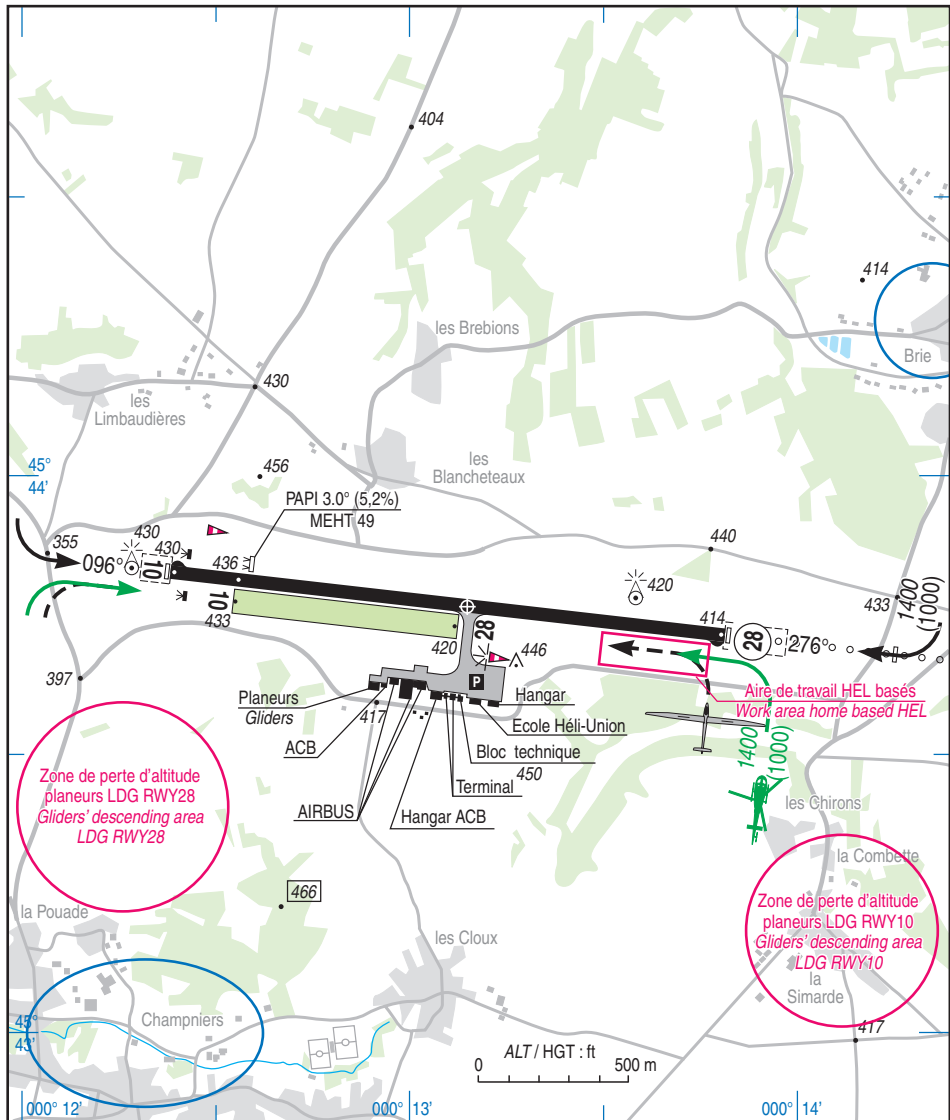 404
414
les Brebions
Brie
430
les
Limbaudières
456
les
Blancheteaux
45°
44'
PAPI 3.0° (5,2%)
MEHT 49
355
430
430
096°
10
436
440
420
433
1400
(1000)
10
433
28
420
446
414
28
276°
397
P
Planeurs
Gliders
417
Hangar
Ecole Héli-Union
ACB
Bloc technique
450
Terminal
AIRBUS
Hangar ACB
Aire de travail HEL basés
Work area home based HEL
1400
(1000)
les Chirons
la Combette
Zone de perte d'altitude
planeurs LDG RWY28
Gliders' descending area
LDG RWY28
Zone de perte d'altitude
planeurs LDG RWY10
Gliders' descending area
LDG RWY10
466
la Pouade
les Cloux
la
Simarde
Champniers
45°
43'
417
ALT / HGT : ft
0
500 m
000° 12'
000° 13'
000° 14'